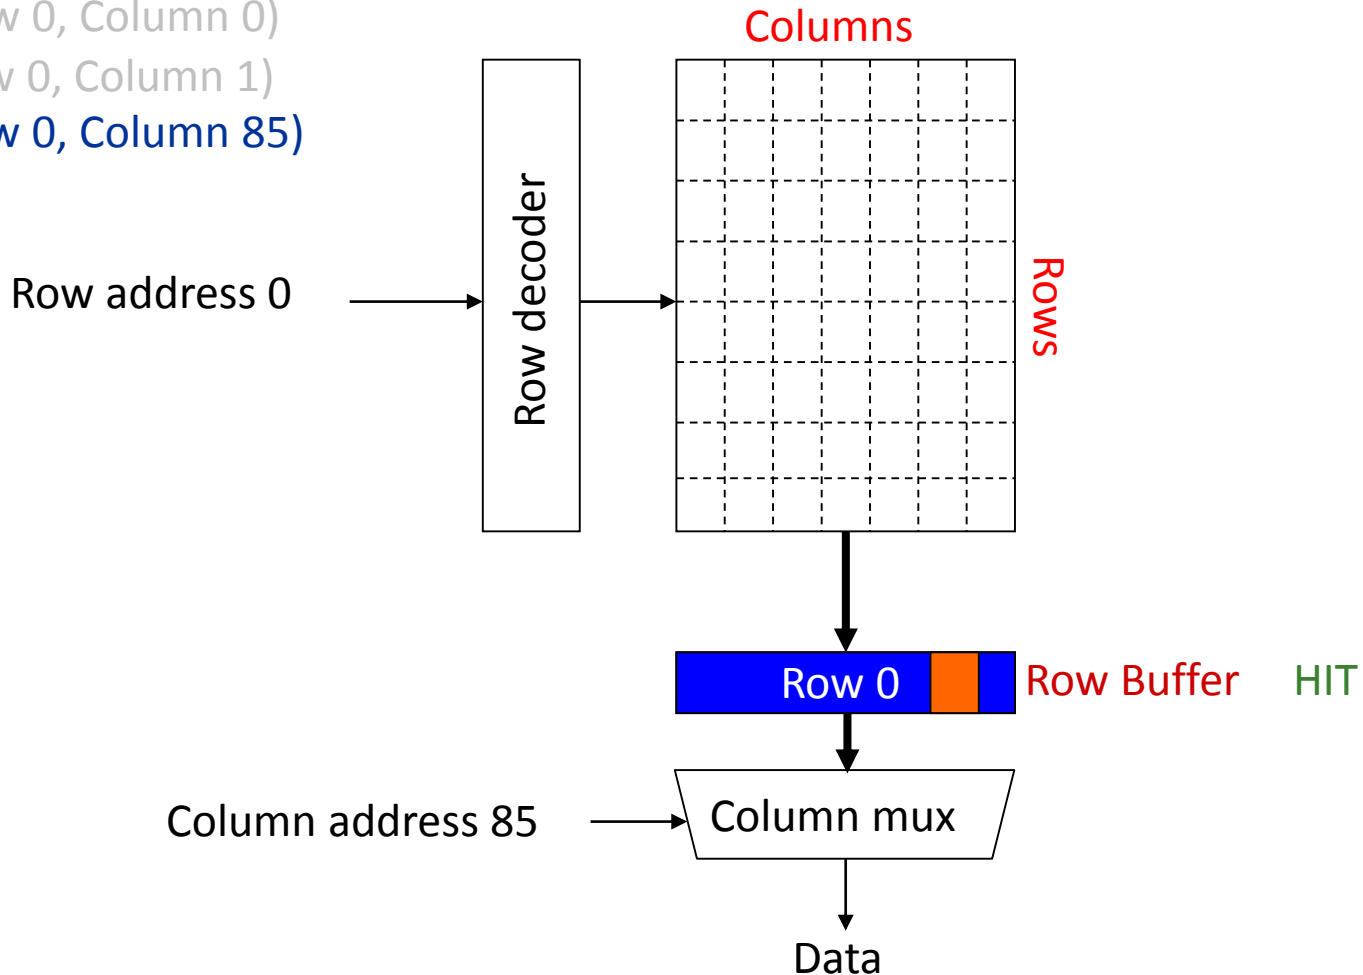 w 0, Column 0)
w 0, Column 1)
w 0, Column 85)
Columns
Row decoder
Row address 0
Rows
Row 0
Row Buffer
HIT
Column address 85
Column mux
Data